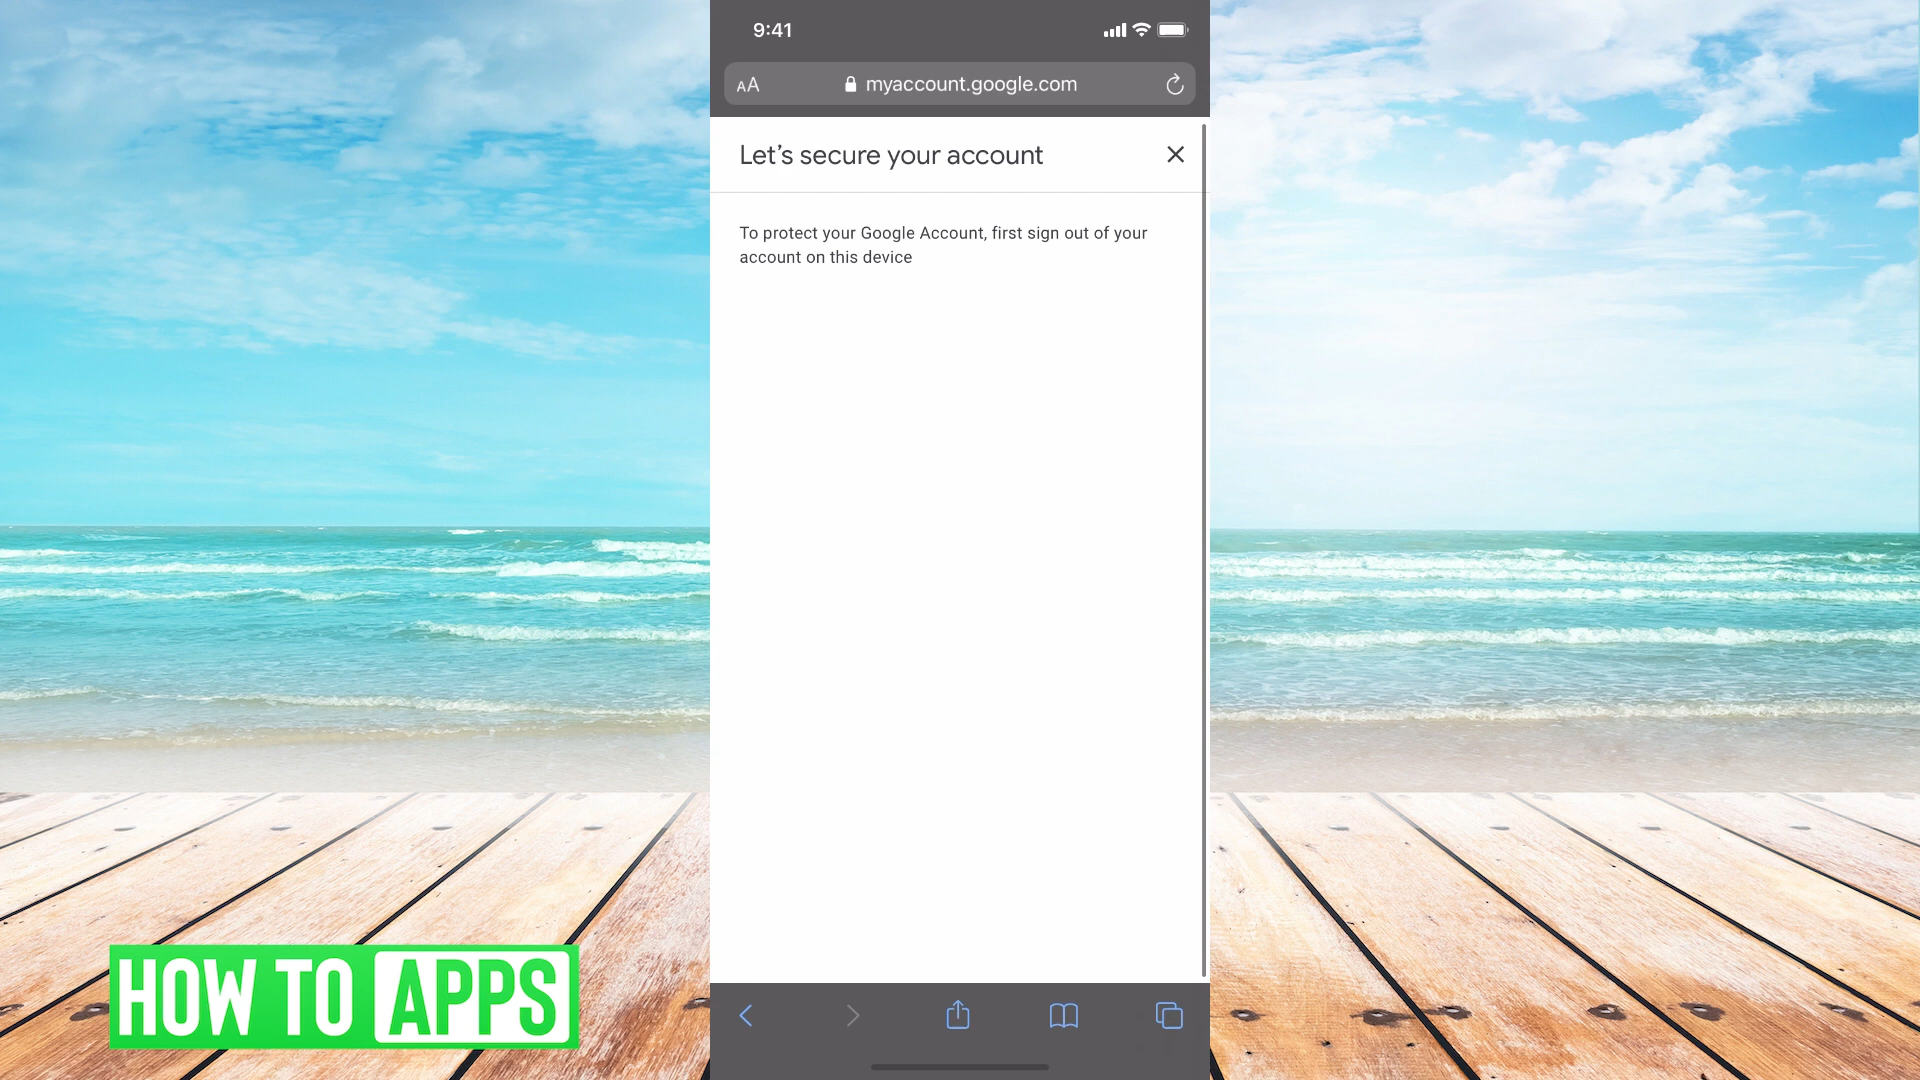 9:41
AA
myaccount.google.com
Let’s secure your account
To protect your Google Account, first sign out of your
account on this device
HOW TO APPS